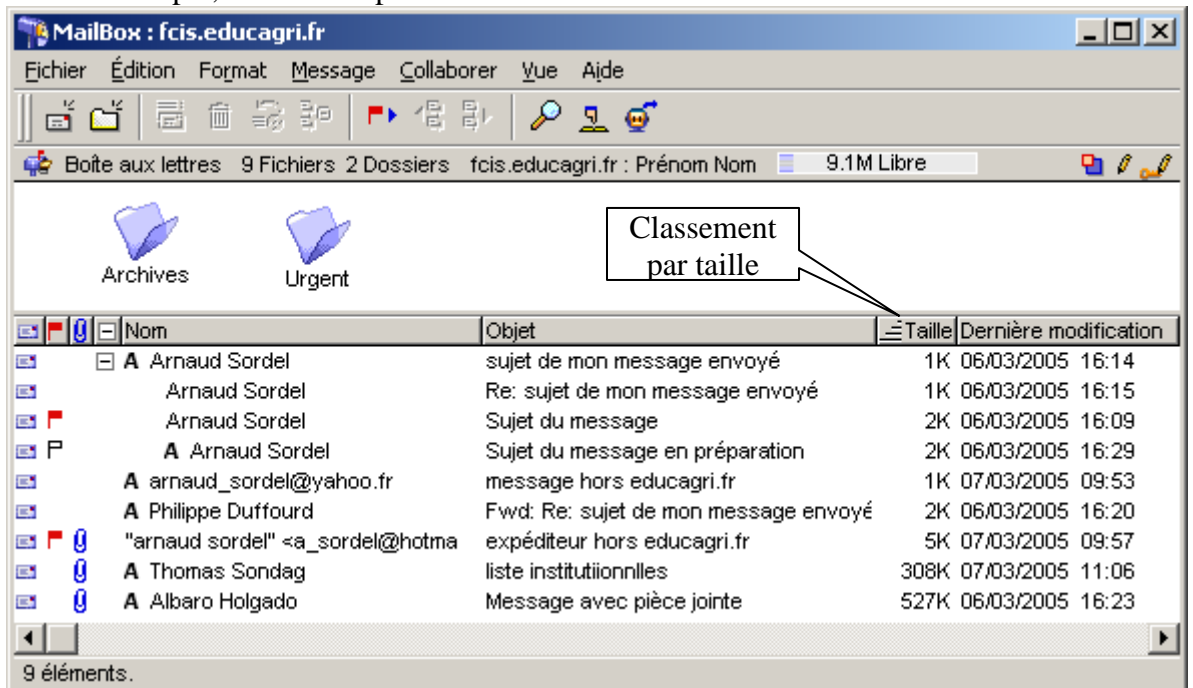 MailBox : fcis.educagri.fr
Fichier Édition Format Message Collaborer Vue Aide
Boîte aux lettres 9 Fichiers 2 Dossiers fcis.educagri.fr : Prénom Nom 9.1M Libre
Classement
par taille
Archives Urgent
Nom Objet Taille Dernière modification
A Arnaud Sordel sujet de mon message envoyé 1K 06/03/2005 16:14
Arnaud Sordel Re: sujet de mon message envoyé 1K 06/03/2005 16:15
Arnaud Sordel Sujet du message 2K 06/03/2005 16:09
A Arnaud Sordel Sujet du message en préparation 2K 06/03/2005 16:29
A arnaud_sordel@yahoo.fr message hors educagri.fr 1K 07/03/2005 09:53
A Philippe Duffourd Fwd: Re: sujet de mon message envoyé 2K 06/03/2005 16:20
"arnaud sordel" <a_sordel@hotma expéditeur hors educagri.fr 5K 07/03/2005 09:57
A Thomas Sondag liste institutiionnlles 308K 07/03/2005 11:06
A Albaro Holgado Message avec pièce jointe 527K 06/03/2005 16:23
9 éléments.